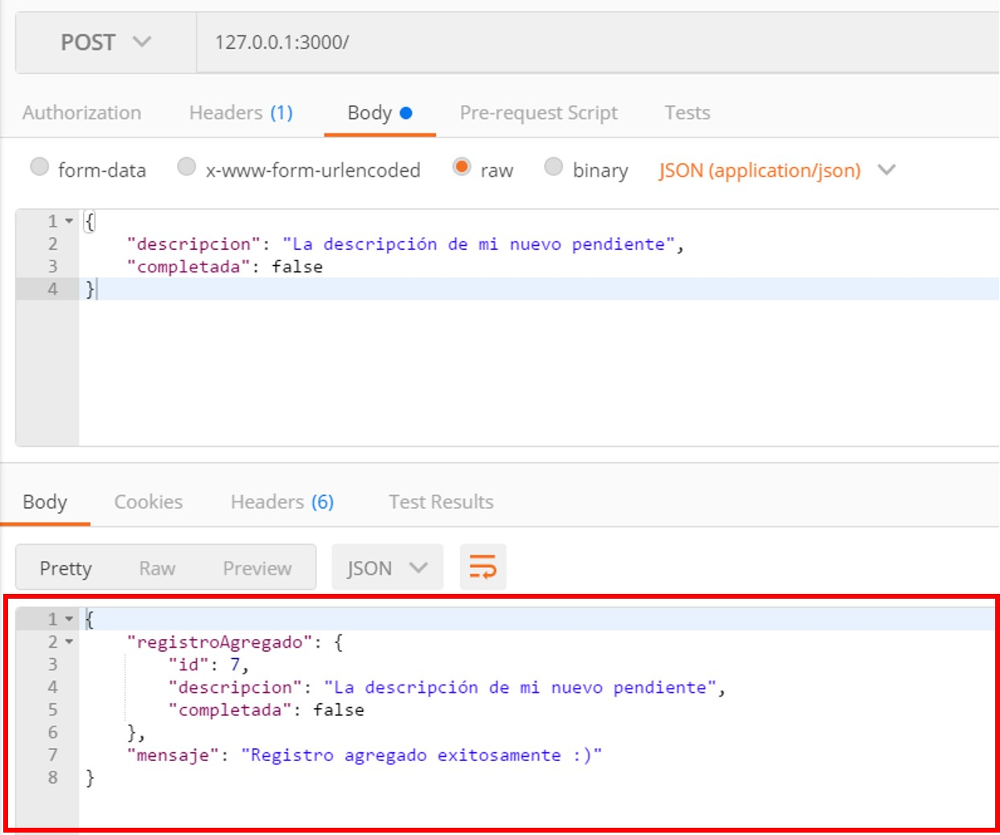 POST 127.0.0.1:3000/
Authorization Headers (1) Body Pre-request Script Tests
form-data x-www-form-urlencoded raw binary JSON (application/json)
1 {
2 "descripcion": "La descripción de mi nuevo pendiente",
3 "completada": false
4 }
Body Cookies Headers (6) Test Results
Pretty Raw Preview JSON
1 {
2 "registroAgregado": {
3 "id": 7,
4 "descripcion": "La descripción de mi nuevo pendiente",
5 "completada": false
6 },
7 "mensaje": "Registro agregado exitosamente :)"
8 }